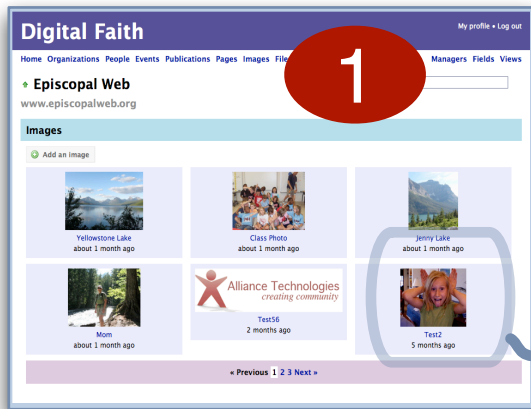 Digital Faith
My profile • Log out
Home Organizations People Events Publications Pages Images Managers Fields Views
1
Episcopal Web
www.episcopalweb.org
Images
Add an image
Yellowstone Lake
about 1 month ago
Class Photo
about 1 month ago
Jenny Lake
about 1 month ago
Mom
about 1 month ago
Alliance Technologies
creating community
Test56
2 months ago
Test2
5 months ago
« Previous 1 2 3 Next »